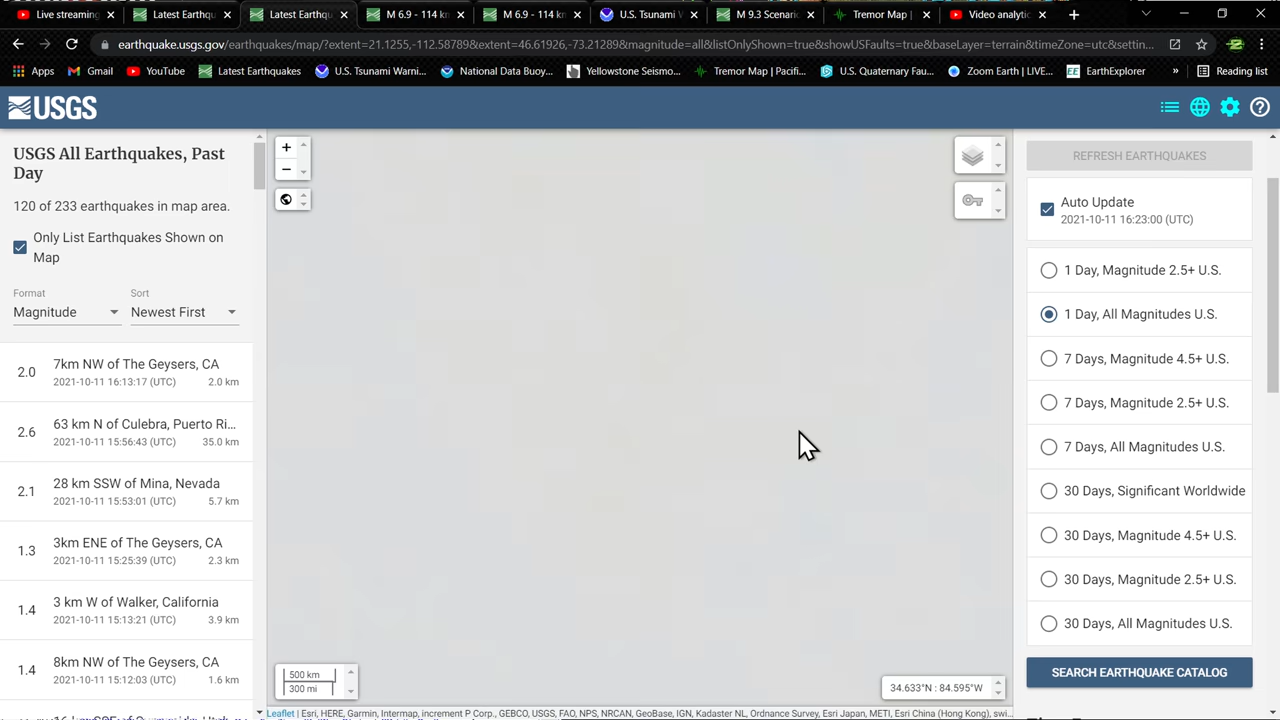 Live streaming
Latest Earthqu
Latest Earthqu
M 6.9 - 114 km
M 6.9 - 114 km
U.S. Tsunami W
M 9.3 Scenario
Tremor Map |
Video analytic
earthquake.usgs.gov/earthquakes/map/?extent=21.1255,-112.58789&extent=46.61926,-73.21289&magnitude=all&listOnlyShown=true&showUSFaults=true&baseLayer=terrain&timeZone=utc&settin...
Apps
Gmail
YouTube
Latest Earthquakes
U.S. Tsunami Warni...
National Data Buoy...
Yellowstone Seismo...
Tremor Map | Pacifi...
U.S. Quaternary Fau...
Zoom Earth | LIVE...
EarthExplorer
»
Reading list
USGS
USGS All Earthquakes, Past
Day
120 of 233 earthquakes in map area.
Only List Earthquakes Shown on
Map
Format
Sort
Magnitude
Newest First
2.0
7km NW of The Geysers, CA
2021-10-11 16:13:17 (UTC)
2.0 km
2.6
63 km N of Culebra, Puerto Ri...
2021-10-11 15:56:43 (UTC)
35.0 km
2.1
28 km SSW of Mina, Nevada
2021-10-11 15:53:01 (UTC)
5.7 km
1.3
3km ENE of The Geysers, CA
2021-10-11 15:25:39 (UTC)
2.3 km
1.4
3 km W of Walker, California
2021-10-11 15:13:21 (UTC)
3.9 km
1.4
8km NW of The Geysers, CA
2021-10-11 15:12:03 (UTC)
1.6 km
+
−
500 km
300 mi
34.633°N : 84.595°W
Leaflet | Esri, HERE, Garmin, Intermap, increment P Corp., GEBCO, USGS, FAO, NPS, NRCAN, GeoBase, IGN, Kadaster NL, Ordnance Survey, Esri Japan, METI, Esri China (Hong Kong), swi...
REFRESH EARTHQUAKES
Auto Update
2021-10-11 16:23:00 (UTC)
1 Day, Magnitude 2.5+ U.S.
1 Day, All Magnitudes U.S.
7 Days, Magnitude 4.5+ U.S.
7 Days, Magnitude 2.5+ U.S.
7 Days, All Magnitudes U.S.
30 Days, Significant Worldwide
30 Days, Magnitude 4.5+ U.S.
30 Days, Magnitude 2.5+ U.S.
30 Days, All Magnitudes U.S.
SEARCH EARTHQUAKE CATALOG